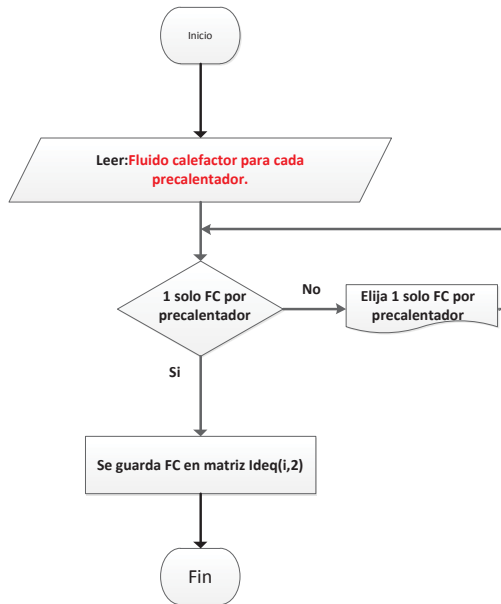 Inicio
Leer:Fluido calefactor para cada
precalentador.
1 solo FC por
precalentador
No
Elija 1 solo FC por
precalentador
Si
Se guarda FC en matriz Ideq(i,2)
Fin